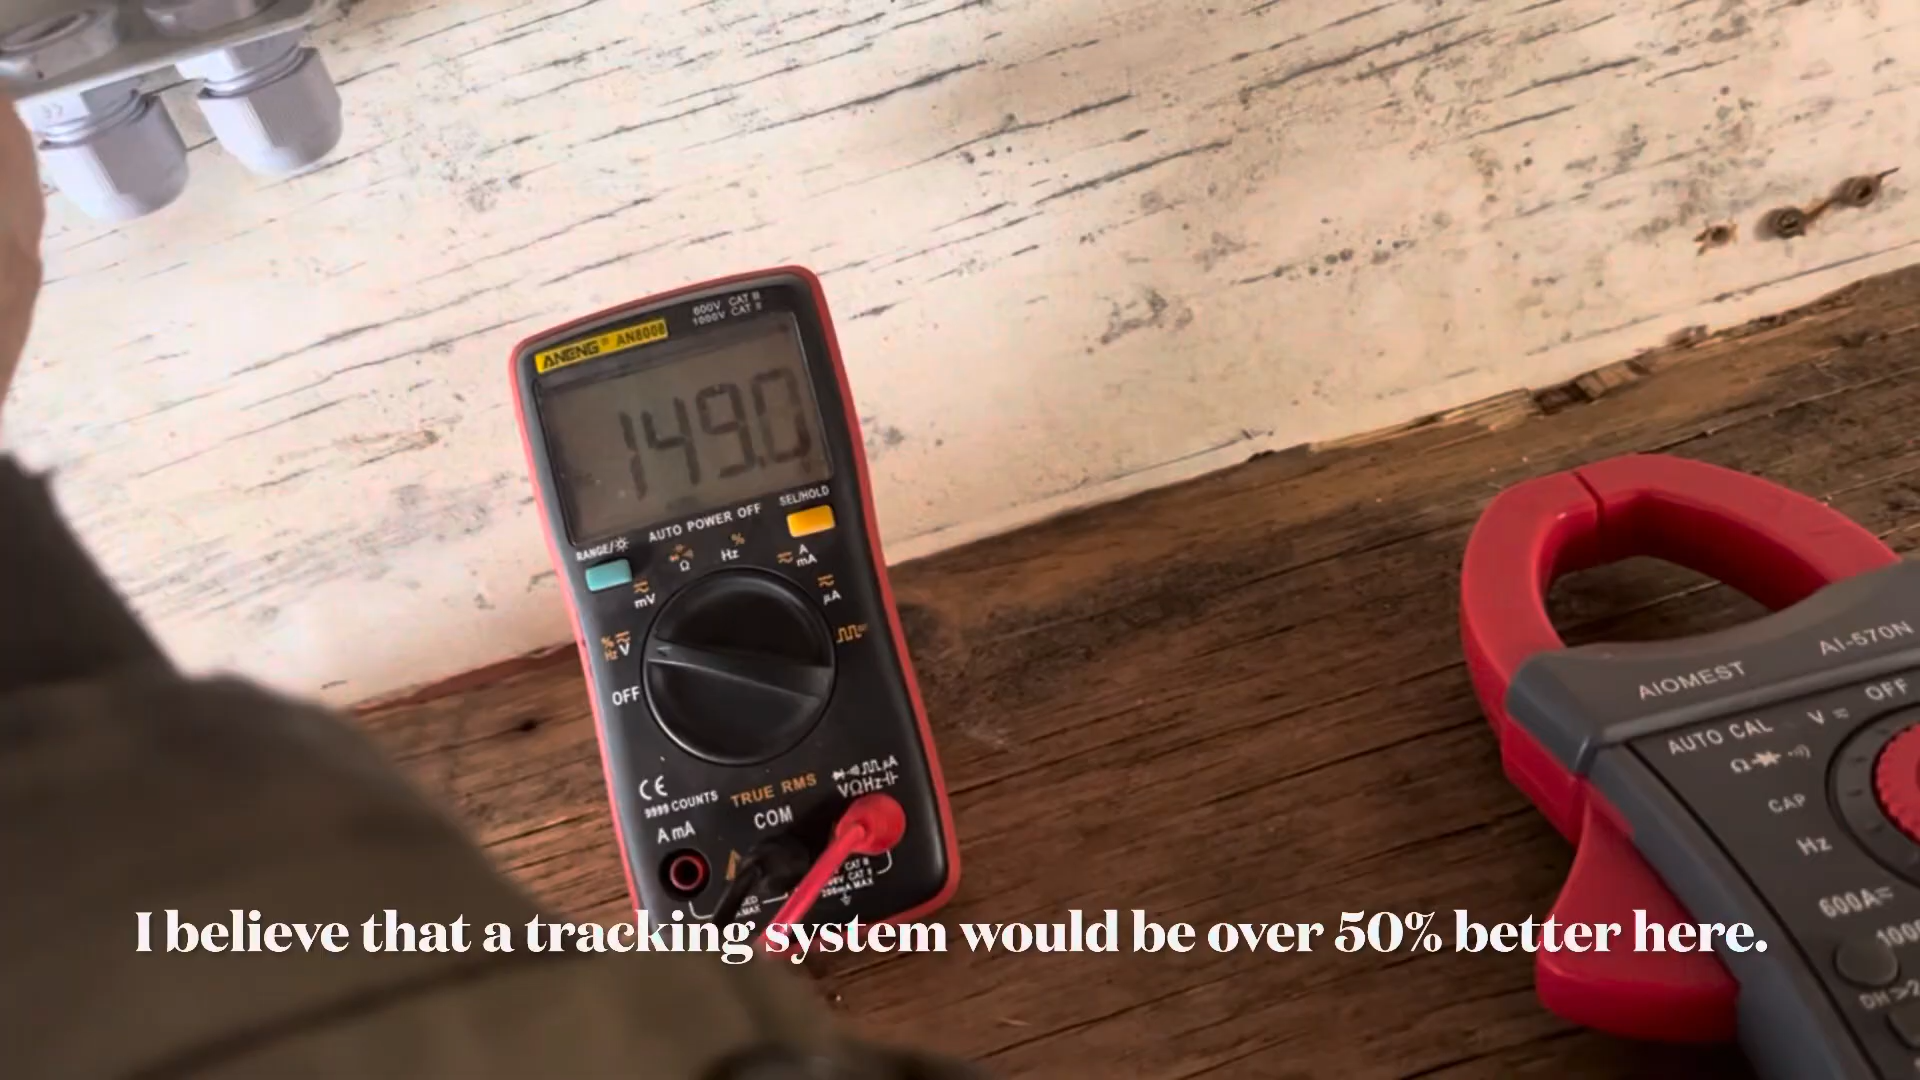 600V CAT III
1000V CAT II
ANENG AN8008
149.0
SEL/HOLD
AUTO POWER OFF
RANGE/
Hz %
Ω
A
mA
mV
µA
% Hz V
OFF
CE
9999 COUNTS
TRUE RMS
VΩHz
A mA
COM
AIOMEST
AI-570N
OFF
AUTO CAL
V
Ω
CAP
Hz
600A
I believe that a tracking system would be over 50% better here.